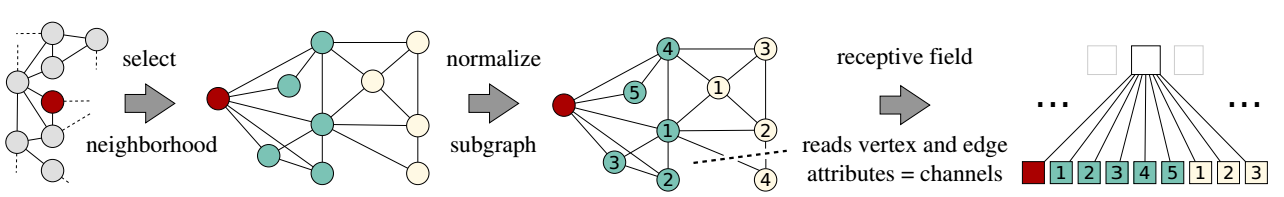 select
neighborhood
normalize
subgraph
4
3
5
1
1
2
3
2
4
receptive field
reads vertex and edge
attributes = channels
... ...
1 2 3 4 5 1 2 3